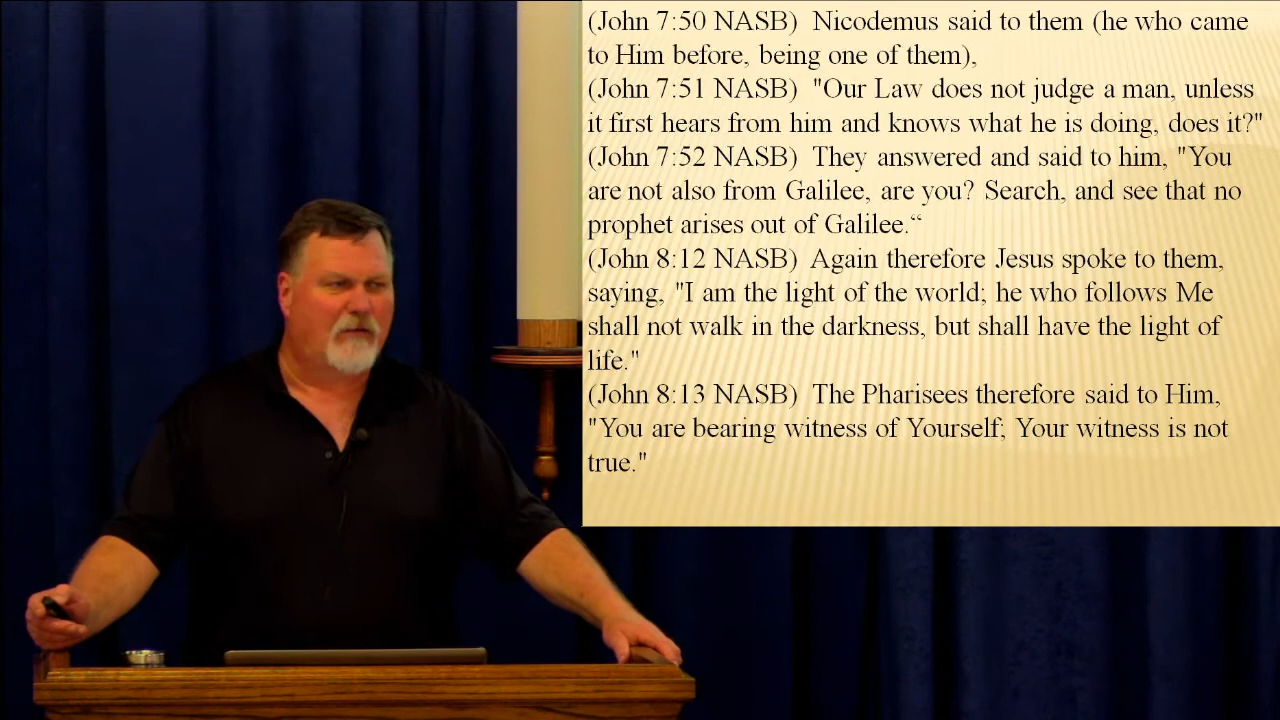 (John 7:50 NASB)  Nicodemus said to them (he who came
to Him before, being one of them),
(John 7:51 NASB)  "Our Law does not judge a man, unless
it first hears from him and knows what he is doing, does it?"
(John 7:52 NASB)  They answered and said to him, "You
are not also from Galilee, are you?  Search, and see that no
prophet arises out of Galilee.“
(John 8:12 NASB)  Again therefore Jesus spoke to them,
saying, "I am the light of the world; he who follows Me
shall not walk in the darkness, but shall have the light of
life."
(John 8:13 NASB)  The Pharisees therefore said to Him,
"You are bearing witness of Yourself; Your witness is not
true."